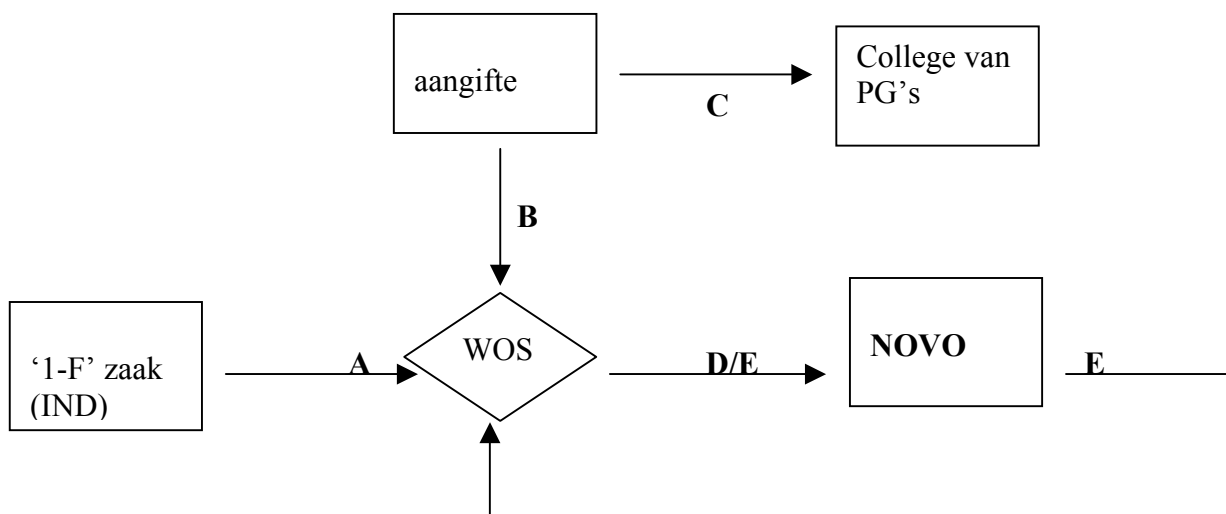 aangifte
College van
PG’s
C
B
‘1-F’ zaak
(IND)
A
WOS
D/E
NOVO
E